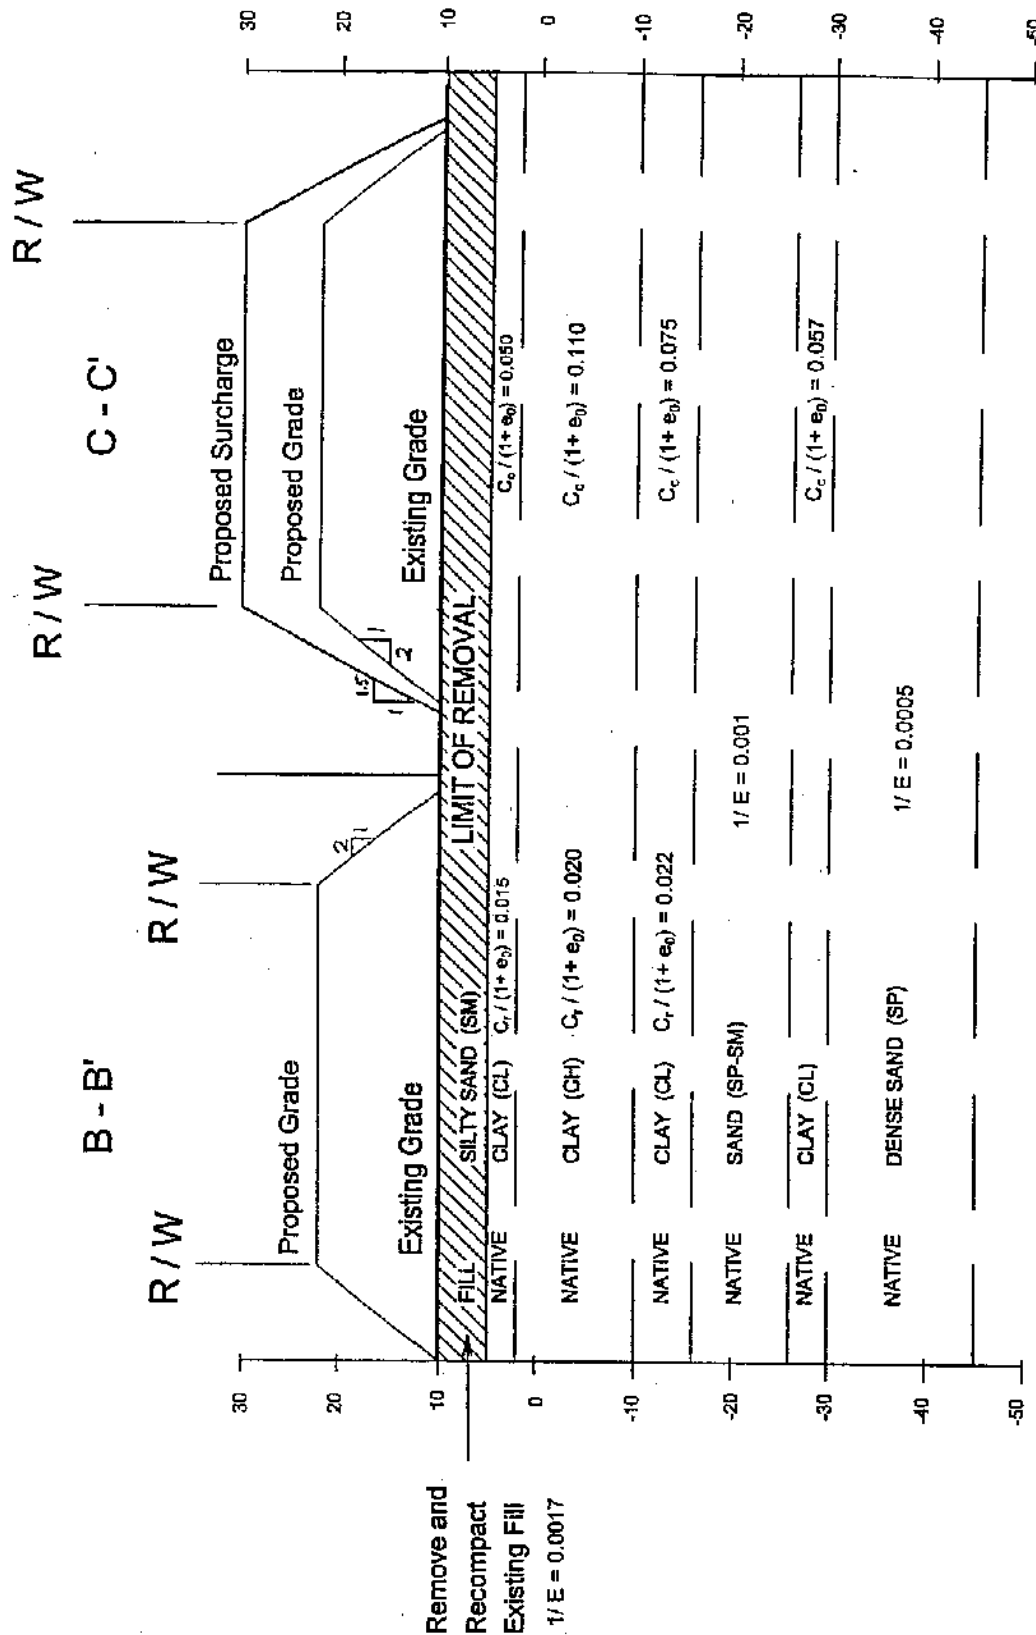 B - B'
C - C'
R / W
R / W
R / W
R / W
Proposed Surcharge
Proposed Grade
Proposed Grade
Existing Grade
Existing Grade
2
1
1.5
1
1
2
30
20
10
0
-10
-20
-30
-40
-50
30
20
10
0
-10
-20
-30
-40
-50
Remove and
Recompact
Existing Fill
1/ E = 0.0017
FILL SILTY SAND (SM) LIMIT OF REMOVAL
NATIVE CLAY (CL) Cr / (1+ e0) = 0.015 Cc / (1+ e0) = 0.050
NATIVE CLAY (CH) Cr / (1+ e0) = 0.020 Cc / (1+ e0) = 0.110
NATIVE CLAY (CL) Cr / (1+ e0) = 0.022 Cc / (1+ e0) = 0.075
NATIVE SAND (SP-SM) 1/ E = 0.001
NATIVE CLAY (CL) Cc / (1+ e0) = 0.057
NATIVE DENSE SAND (SP) 1/ E = 0.0005